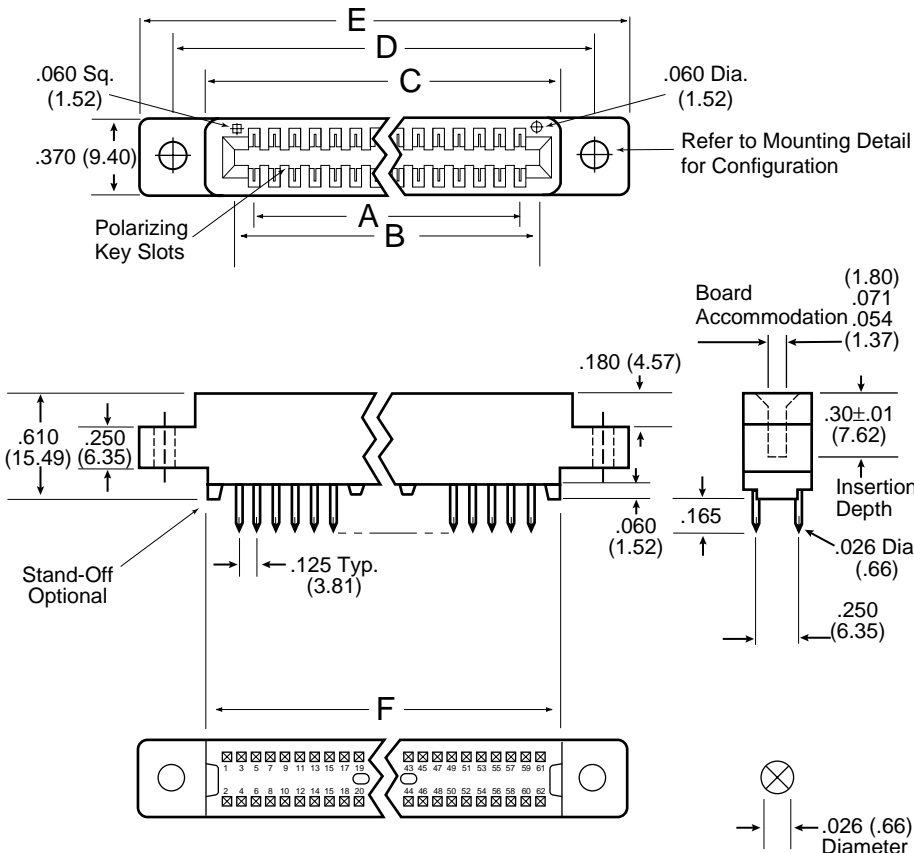 E
D
C
.060 Sq.
(1.52)
.060 Dia.
(1.52)
.370 (9.40)
Refer to Mounting Detail
for Configuration
A
B
Polarizing
Key Slots
(1.80)
.071
.054
(1.37)
Board
Accommodation
.180 (4.57)
.610
(15.49)
.250
(6.35)
.30±.01
(7.62)
Insertion
Depth
.060
(1.52)
.165
.026 Dia
(.66)
.125 Typ.
(3.81)
Stand-Off
Optional
.250
(6.35)
F
1 3 5 7 9 11 13 15 17 19
43 45 47 49 51 53 55 57 59 61
2 4 6 8 10 12 14 15 18 20
44 46 48 50 52 54 56 58 60 62
.026 (.66)
Diameter